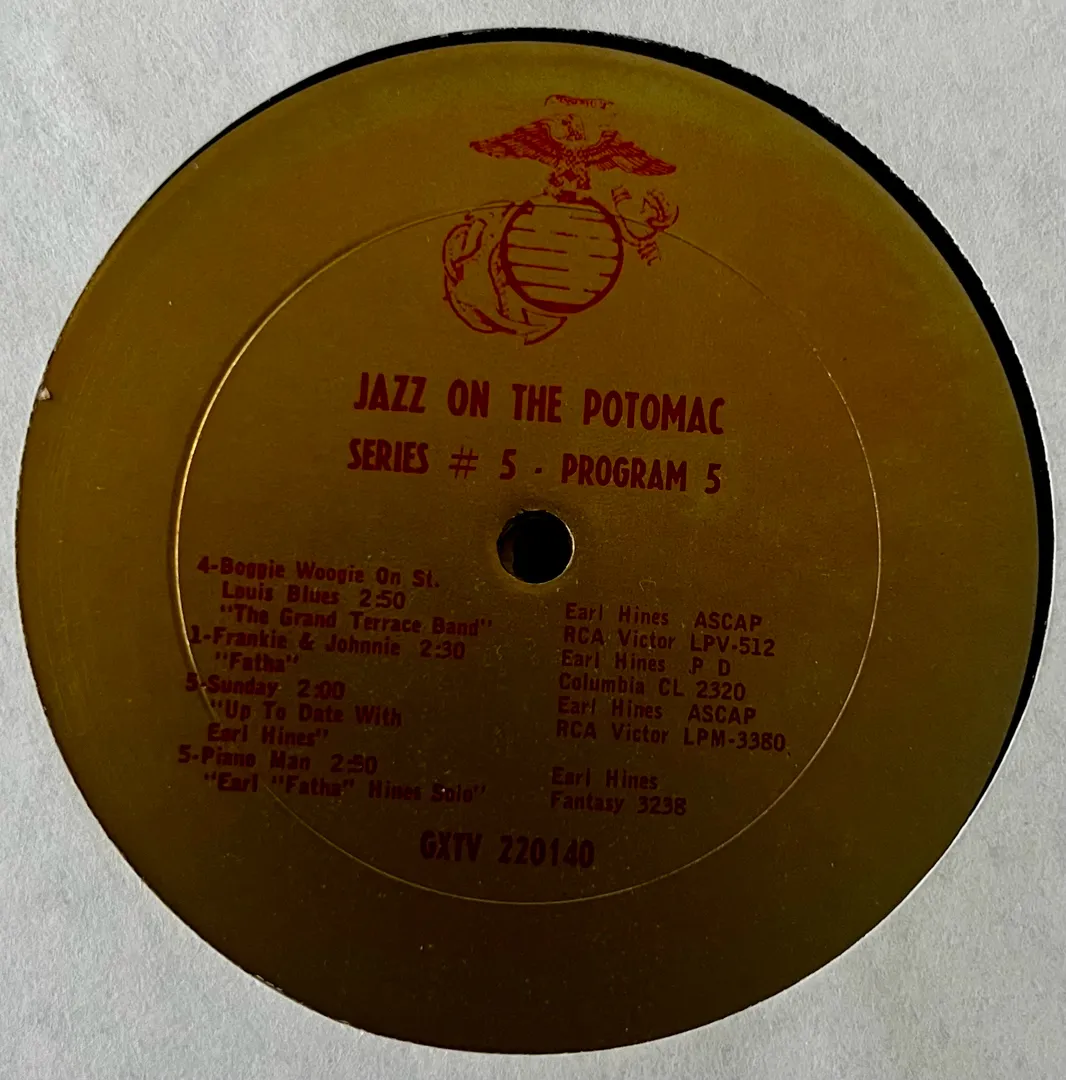 JAZZ ON THE POTOMAC
SERIES # 5 - PROGRAM 5
4-Boogie Woogie On St.
Louis Blues 2:50
"The Grand Terrace Band"
Earl Hines ASCAP
RCA Victor LPV-512
1-Frankie & Johnnie 2:30
"Fatha"
Earl Hines P D
Columbia CL 2320
5-Sunday 2:00
"Up To Date With
Earl Hines"
Earl Hines ASCAP
RCA Victor LPM-3380
5-Piano Man 2:50
"Earl "Fatha" Hines Solo"
Earl Hines
Fantasy 3238
GXTV 220140